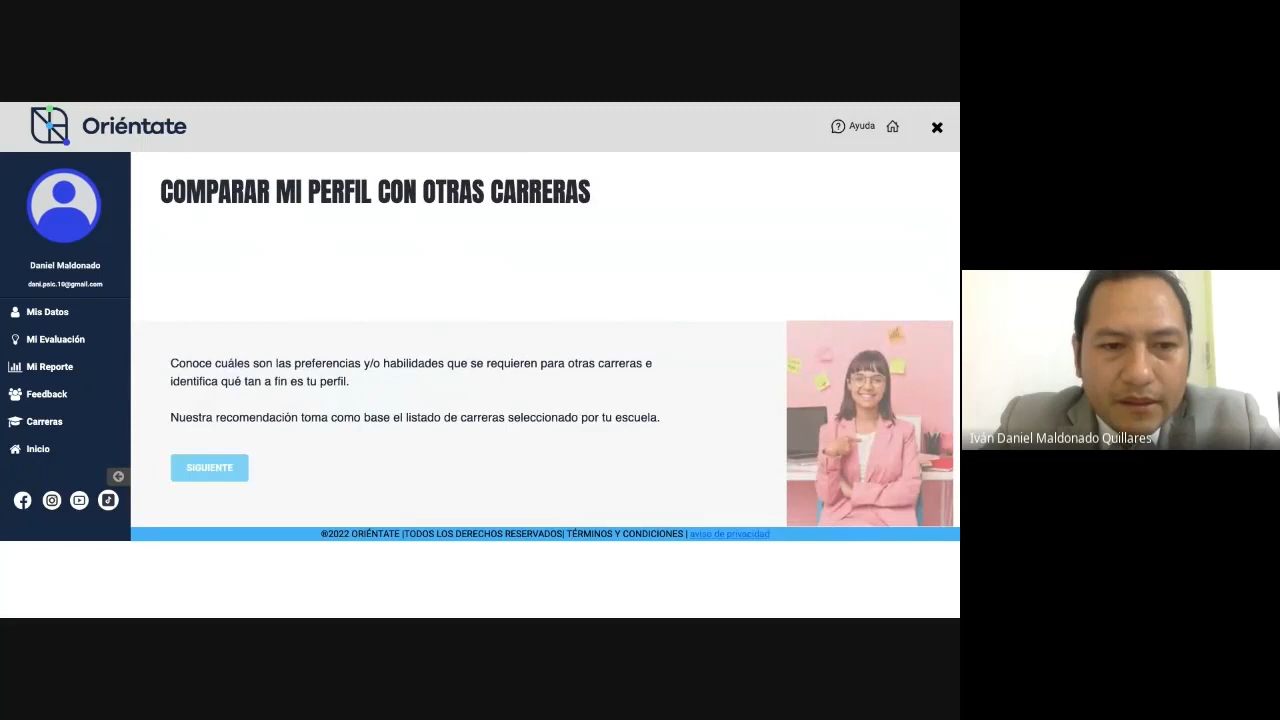 Oriéntate
Ayuda
Daniel Maldonado
dani.psic.10@gmail.com
Mis Datos
Mi Evaluación
Mi Reporte
Feedback
Carreras
Inicio
COMPARAR MI PERFIL CON OTRAS CARRERAS
Conoce cuáles son las preferencias y/o habilidades que se requieren para otras carreras e
identifica qué tan a fin es tu perfil.
Nuestra recomendación toma como base el listado de carreras seleccionado por tu escuela.
SIGUIENTE
®2022 ORIÉNTATE |TODOS LOS DERECHOS RESERVADOS| TÉRMINOS Y CONDICIONES | aviso de privacidad
Iván Daniel Maldonado Quillares